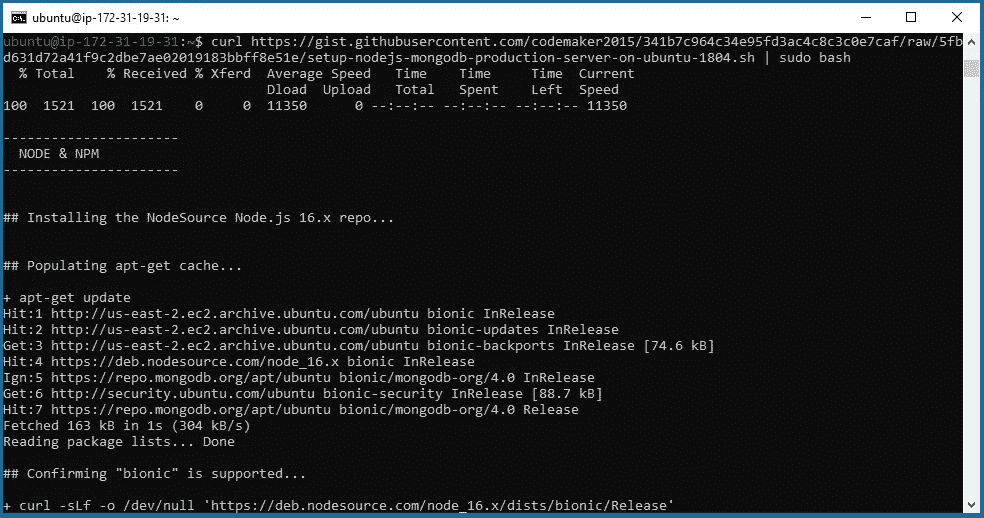 ubuntu@ip-172-31-19-31: ~
ubuntu@ip-172-31-19-31:~$ curl https://gist.githubusercontent.com/codemaker2015/341b7c964c34e95fd3ac4c8c3c0e7caf/raw/5fb
d631d72a41f9c2dbe7ae02019183bbff8e51e/setup-nodejs-mongodb-production-server-on-ubuntu-1804.sh | sudo bash
  % Total    % Received % Xferd  Average Speed   Time    Time     Time  Current
                                 Dload  Upload   Total   Spent    Left  Speed
100  1521  100  1521    0     0  11350      0 --:--:-- --:--:-- --:--:-- 11350
----------------------
  NODE & NPM
----------------------
## Installing the NodeSource Node.js 16.x repo...
## Populating apt-get cache...
+ apt-get update
Hit:1 http://us-east-2.ec2.archive.ubuntu.com/ubuntu bionic InRelease
Hit:2 http://us-east-2.ec2.archive.ubuntu.com/ubuntu bionic-updates InRelease
Get:3 http://us-east-2.ec2.archive.ubuntu.com/ubuntu bionic-backports InRelease [74.6 kB]
Hit:4 https://deb.nodesource.com/node_16.x bionic InRelease
Ign:5 https://repo.mongodb.org/apt/ubuntu bionic/mongodb-org/4.0 InRelease
Get:6 http://security.ubuntu.com/ubuntu bionic-security InRelease [88.7 kB]
Hit:7 https://repo.mongodb.org/apt/ubuntu bionic/mongodb-org/4.0 Release
Fetched 163 kB in 1s (304 kB/s)
Reading package lists... Done
## Confirming "bionic" is supported...
+ curl -sLf -o /dev/null 'https://deb.nodesource.com/node_16.x/dists/bionic/Release'